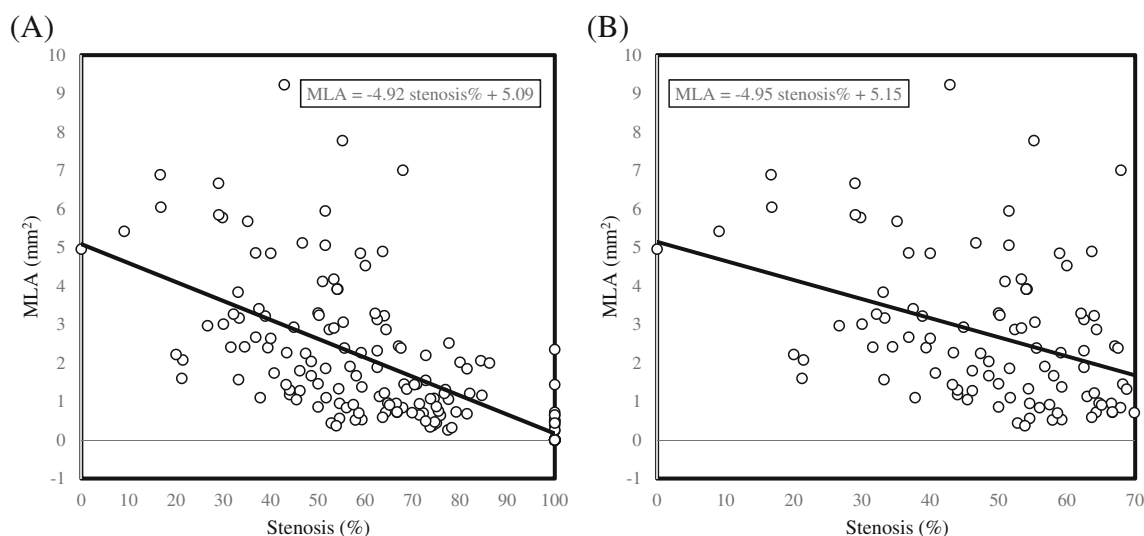 (A)
MLA = -4.92 stenosis% + 5.09
MLA (mm²)
10
9
8
7
6
5
4
3
2
1
0
-1
0 10 20 30 40 50 60 70 80 90 100
Stenosis (%)
(B)
MLA = -4.95 stenosis% + 5.15
MLA (mm²)
10
9
8
7
6
5
4
3
2
1
0
-1
0 10 20 30 40 50 60 70
Stenosis (%)